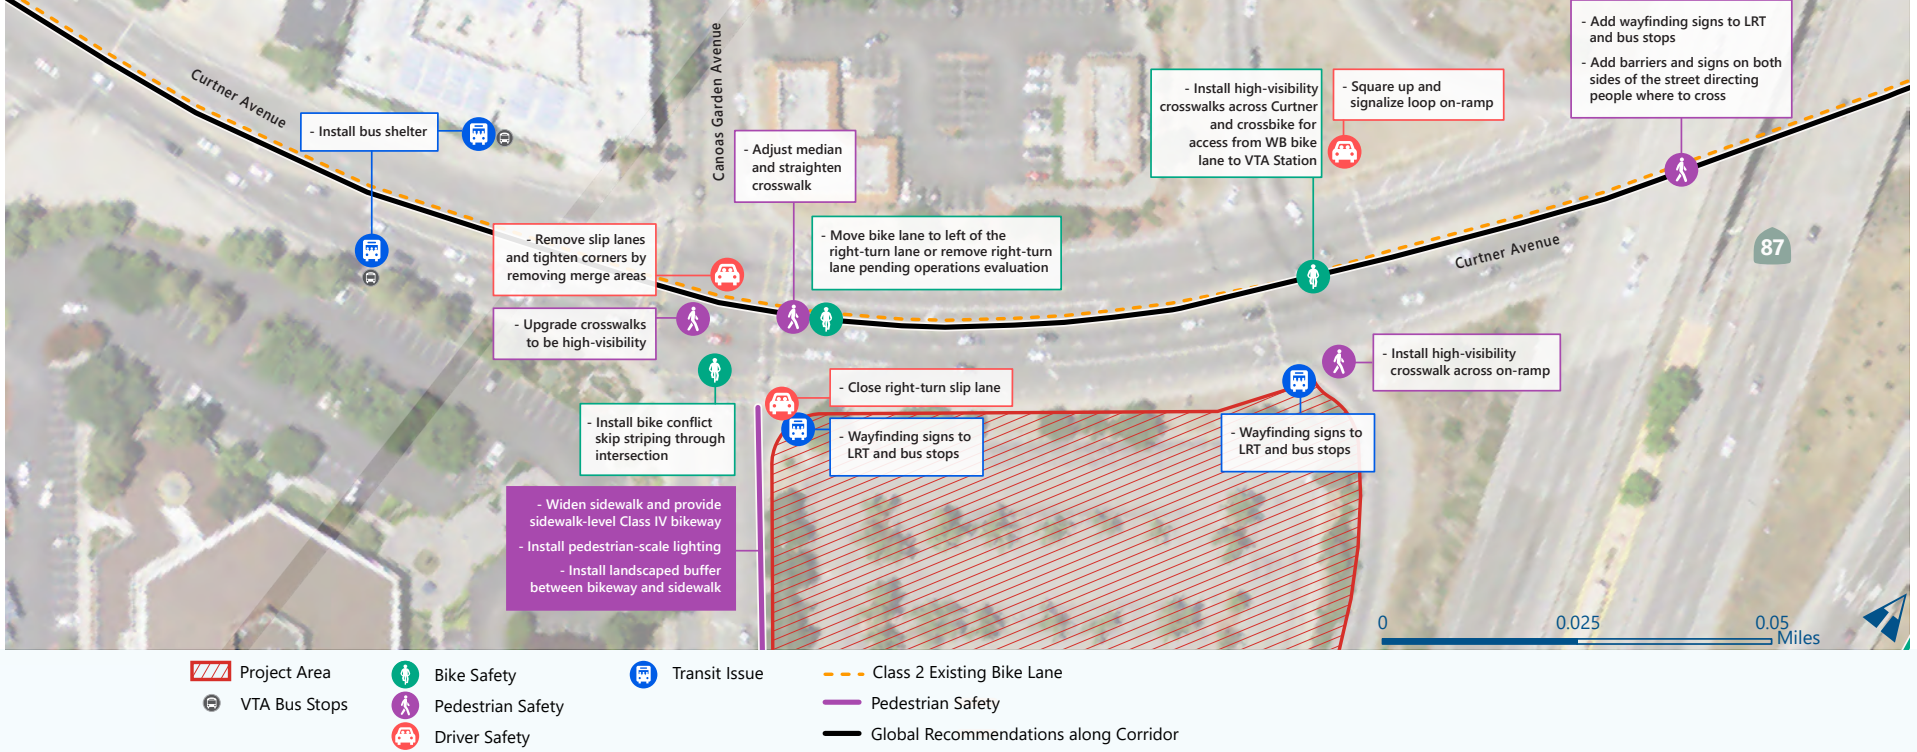 Curtner Avenue
- Install bus shelter
Canoas Garden Avenue
- Adjust median
and straighten
crosswalk
- Install high-visibility
crosswalks across Curtner
and crossbike for
access from WB bike
lane to VTA Station
- Square up and
signalize loop on-ramp
- Add wayfinding signs to LRT
and bus stops
- Add barriers and signs on both
sides of the street directing
people where to cross
- Remove slip lanes
and tighten corners by
removing merge areas
- Move bike lane to left of the
right-turn lane or remove right-turn
lane pending operations evaluation
Curtner Avenue
87
- Upgrade crosswalks
to be high-visibility
- Install high-visibility
crosswalk across on-ramp
- Close right-turn slip lane
- Install bike conflict
skip striping through
intersection
- Wayfinding signs to
LRT and bus stops
- Wayfinding signs to
LRT and bus stops
- Widen sidewalk and provide
sidewalk-level Class IV bikeway
- Install pedestrian-scale lighting
- Install landscaped buffer
between bikeway and sidewalk
0 0.025 0.05
Miles
Project Area
VTA Bus Stops
Bike Safety
Pedestrian Safety
Driver Safety
Transit Issue
Class 2 Existing Bike Lane
Pedestrian Safety
Global Recommendations along Corridor